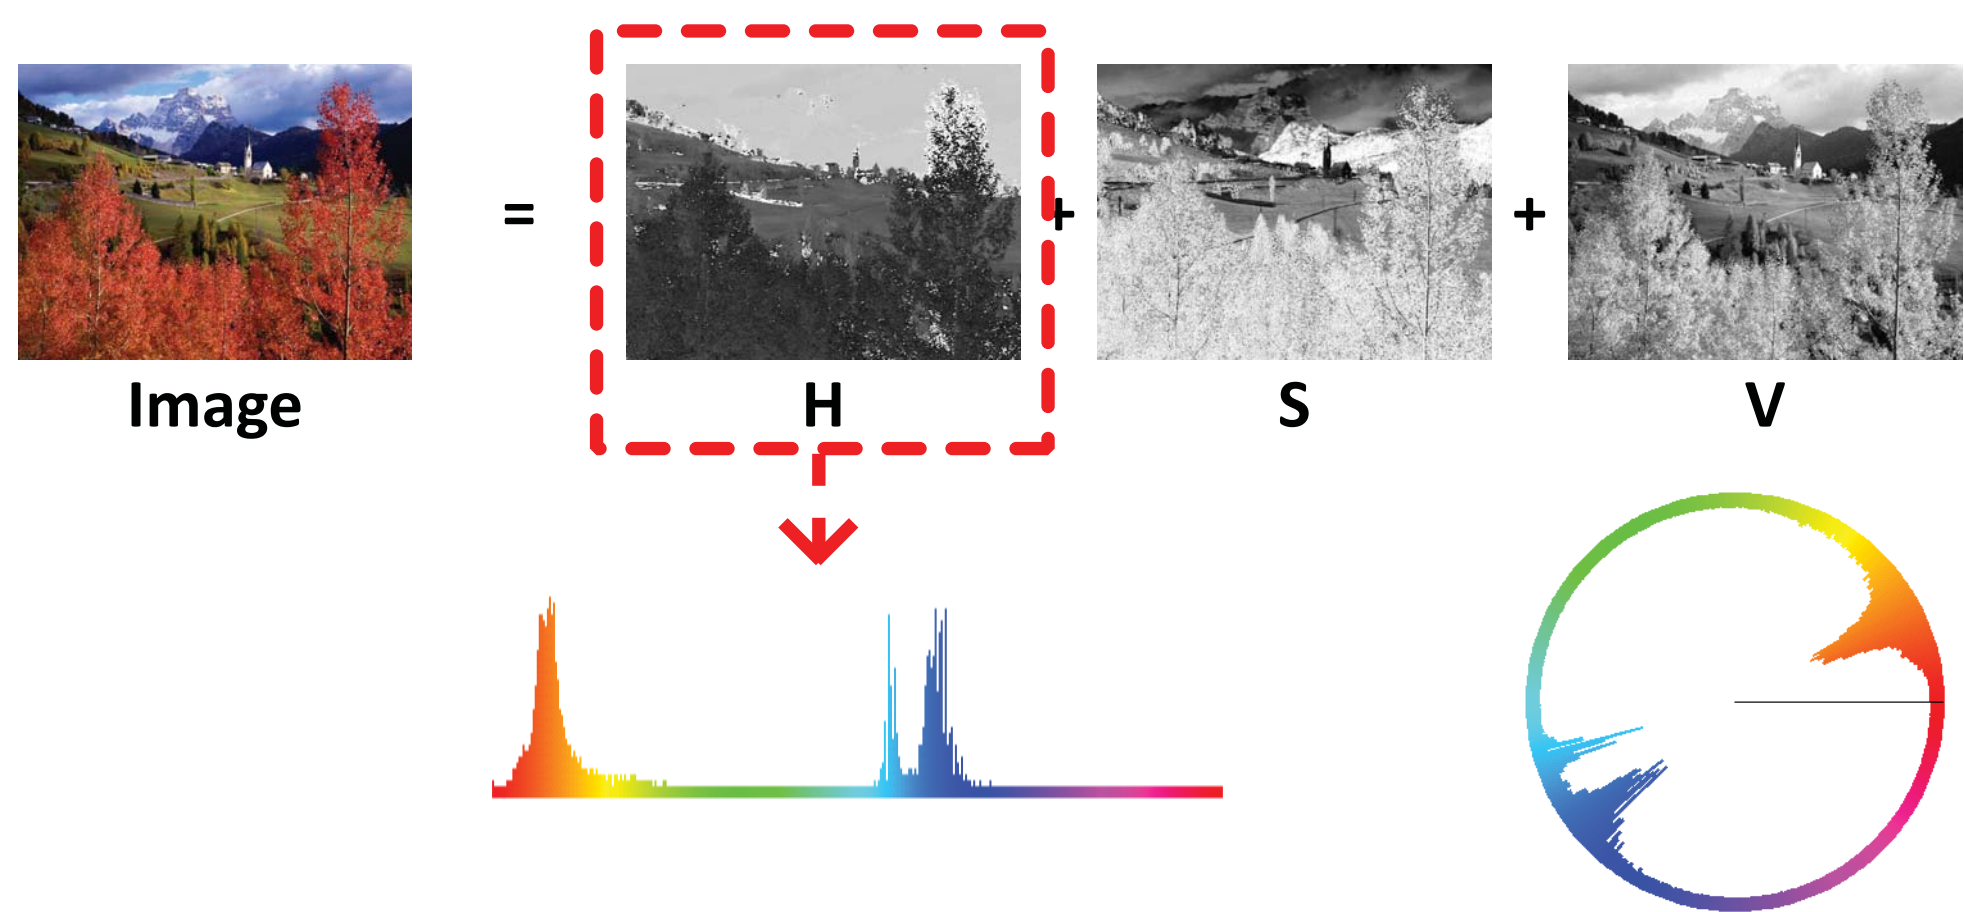 = + +
Image H S V